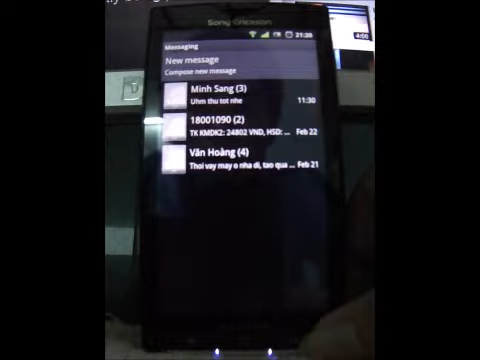 Sony Ericsson
21:20
4:00
Messaging
New message
Compose new message
Minh Sang (3)
Uhm thu tot nhe
11:30
18001090 (2)
TK KMDK2: 24802 VND, HSD: ...
Feb 22
Văn Hoàng (4)
Thoi vay may o nha di, tao qua ...
Feb 21